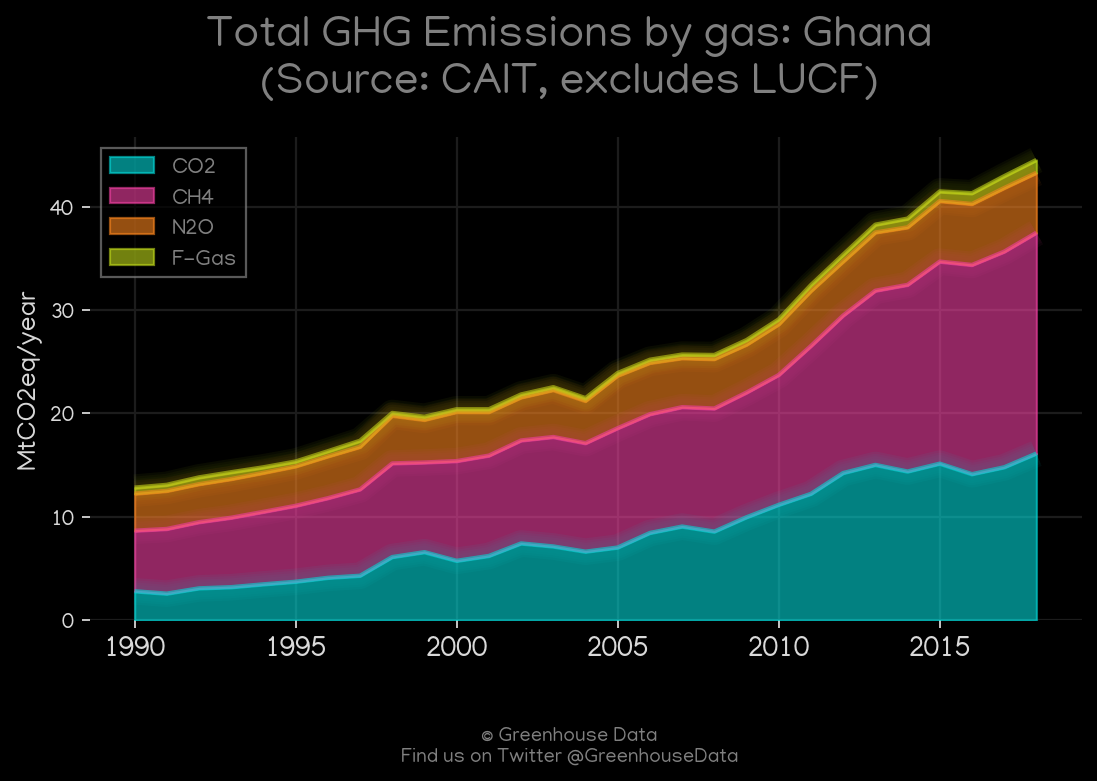 Total GHG Emissions by gas: Ghana
(Source: CAIT, excludes LUCF)
CO2
CH4
N2O
F-Gas
MtCO2eq/year
40
30
20
10
0
1990 1995 2000 2005 2010 2015
© Greenhouse Data
Find us on Twitter @GreenhouseData